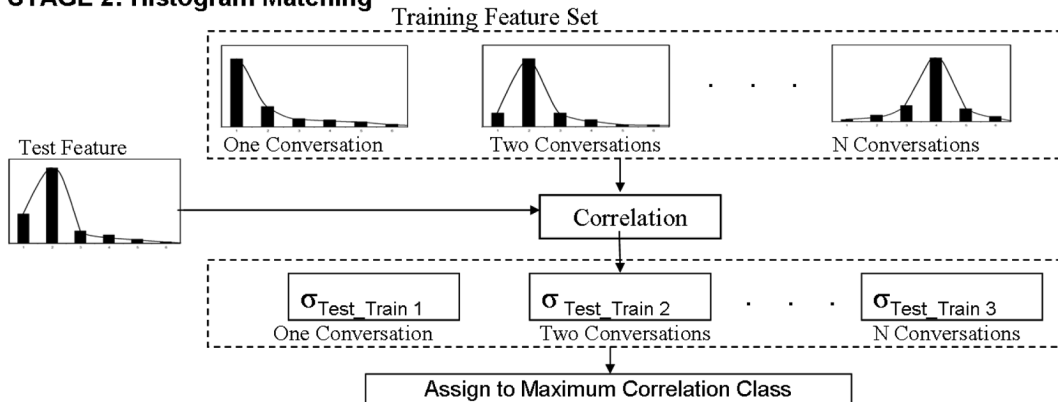 STAGE 2: Histogram Matching
Training Feature Set
One Conversation
Two Conversations
. . .
N Conversations
Test Feature
Correlation
σTest_Train 1
σ Test_Train 2
. . .
σTest_Train 3
One Conversation
Two Conversations
N Conversations
Assign to Maximum Correlation Class